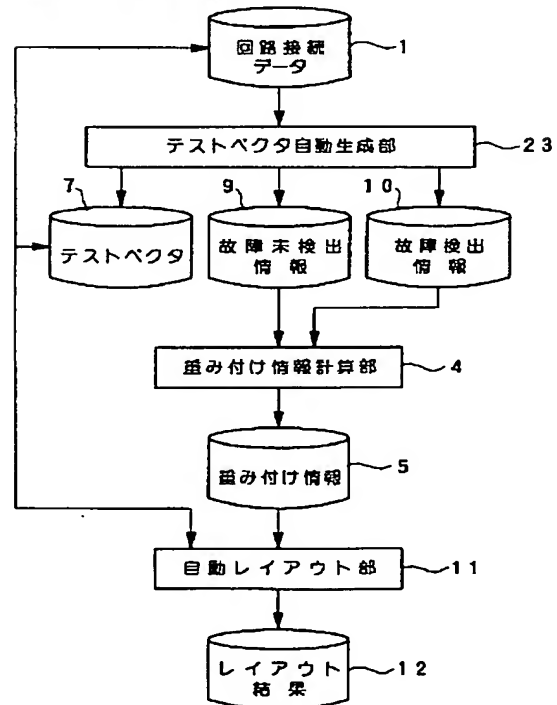 回路接続
データ
1
テストベクタ自動生成部
23
7
9
10
テストベクタ
故障未検出
情報
故障検出
情報
重み付け情報計算部
4
重み付け情報
5
自動レイアウト部
11
レイアウト
結果
12